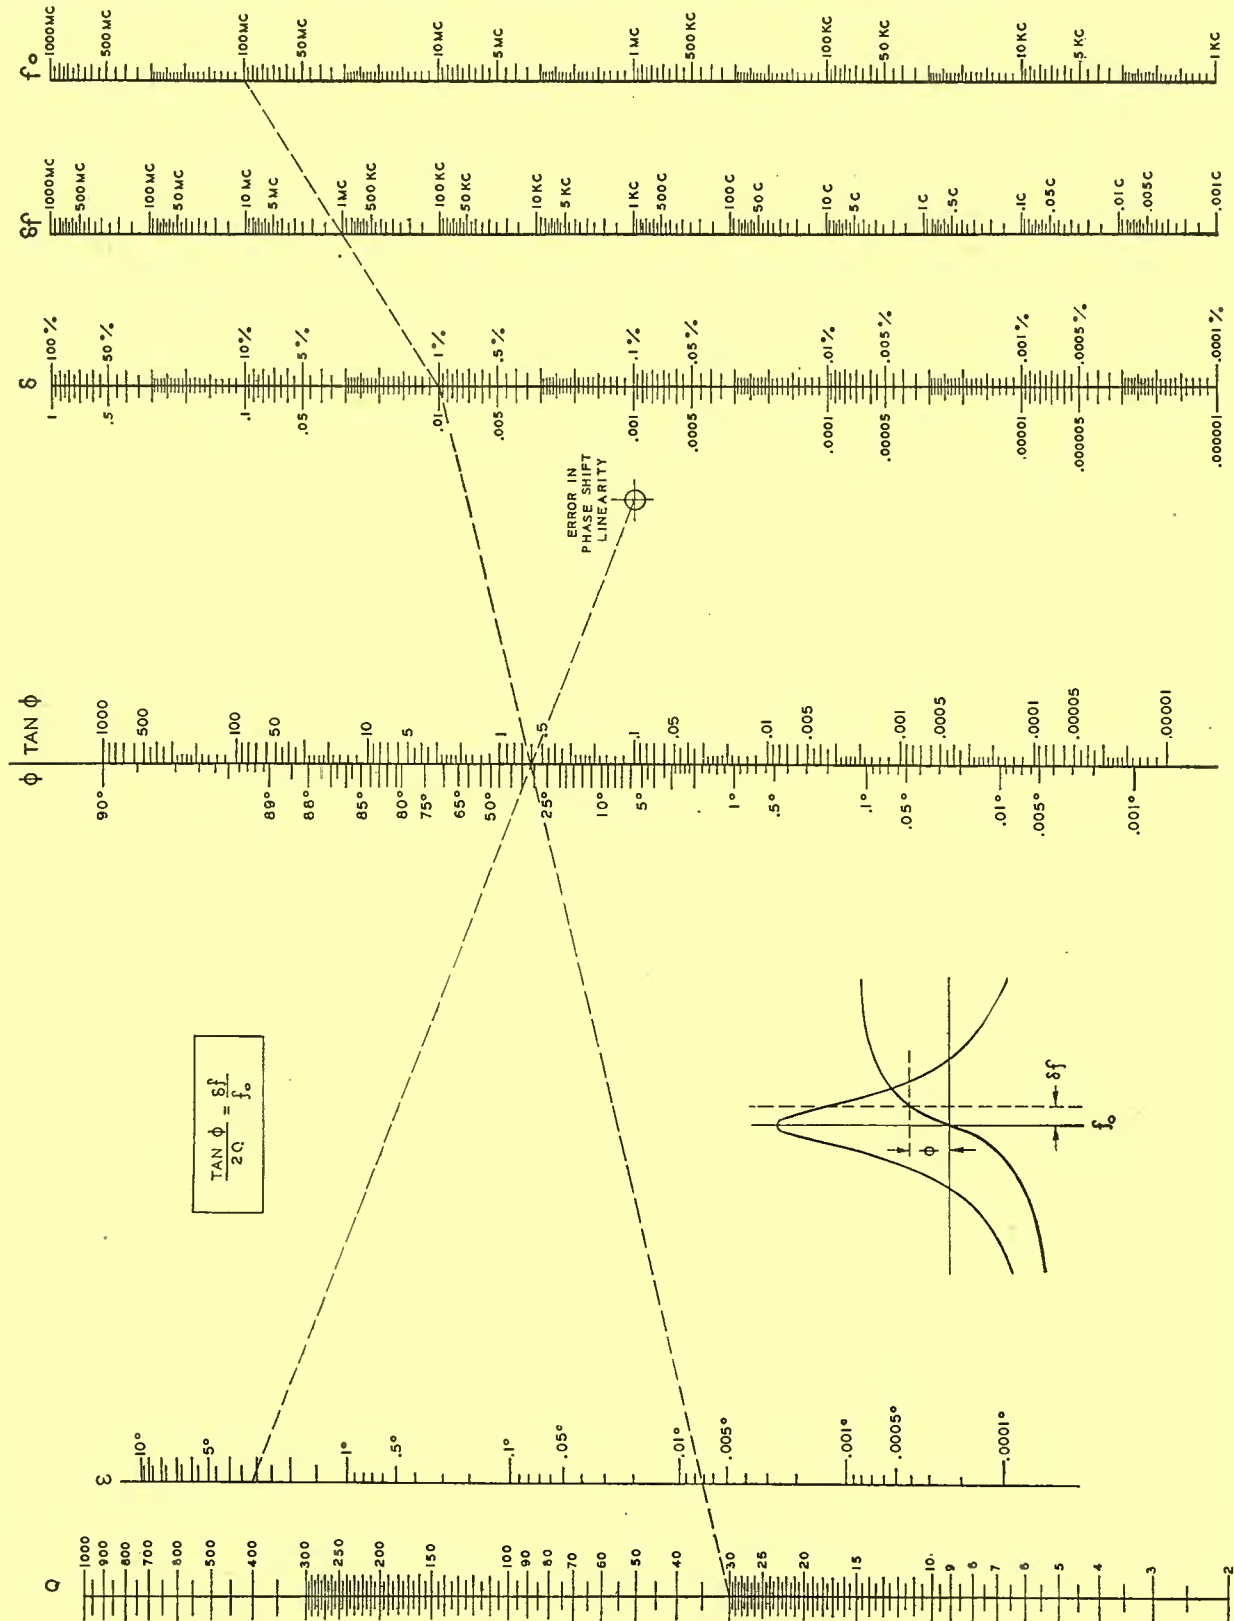 f₀
1000MC
500MC
100MC
50MC
10MC
5MC
1MC
500KC
100KC
50KC
10KC
5KC
1KC
δf
1000MC
500MC
100MC
50MC
10MC
5MC
1MC
500KC
100KC
50KC
10KC
5KC
1KC
500C
100C
50C
10C
5C
1C
.5C
.1C
.05C
.01C
.005C
.001C
δ
1 100%
.5 50%
.1 10%
.05 5%
.01 1%
.005 .5%
.001 .1%
.0005 .05%
.0001 .01%
.00005 .005%
.00001 .001%
.000005 .0005%
.000001 .0001%
ERROR IN
PHASE SHIFT
LINEARITY
ϕ TAN ϕ
1000
500
100
50
10
5
1
.5
.1
.05
.01
.005
.001
.0005
.0001
.00005
.00001
90°
89°
88°
85°
80°
75°
65°
50°
25°
10°
5°
1°
.5°
.1°
.05°
.01°
.005°
.001°
TAN ϕ / 2Q = δf / f₀
ϕ
δf
f₀
ε
10°
5°
1°
.5°
.1°
.05°
.01°
.005°
.001°
.0005°
.0001°
Q
1000
900
800
700
600
500
400
300
250
200
150
100
90
80
70
60
50
40
30
25
20
15
10
9
8
7
6
5
4
3
2